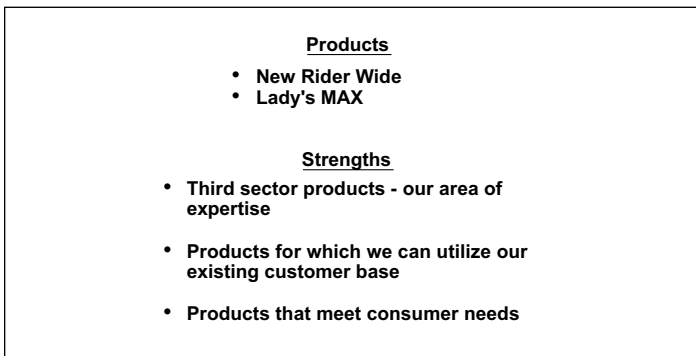 Products
• New Rider Wide
• Lady's MAX
Strengths
• Third sector products - our area of
expertise
• Products for which we can utilize our
existing customer base
• Products that meet consumer needs